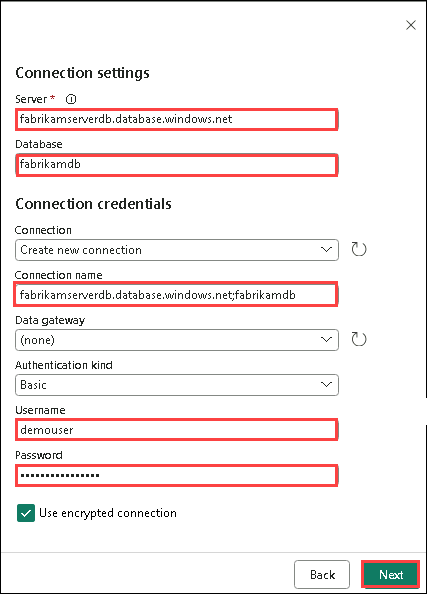 Connection settings
Server *
fabrikamserverdb.database.windows.net
Database
fabrikamdb
Connection credentials
Connection
Create new connection
Connection name
fabrikamserverdb.database.windows.net;fabrikamdb
Data gateway
(none)
Authentication kind
Basic
Username
demouser
Password
••••••••••••••••
Use encrypted connection
Back Next